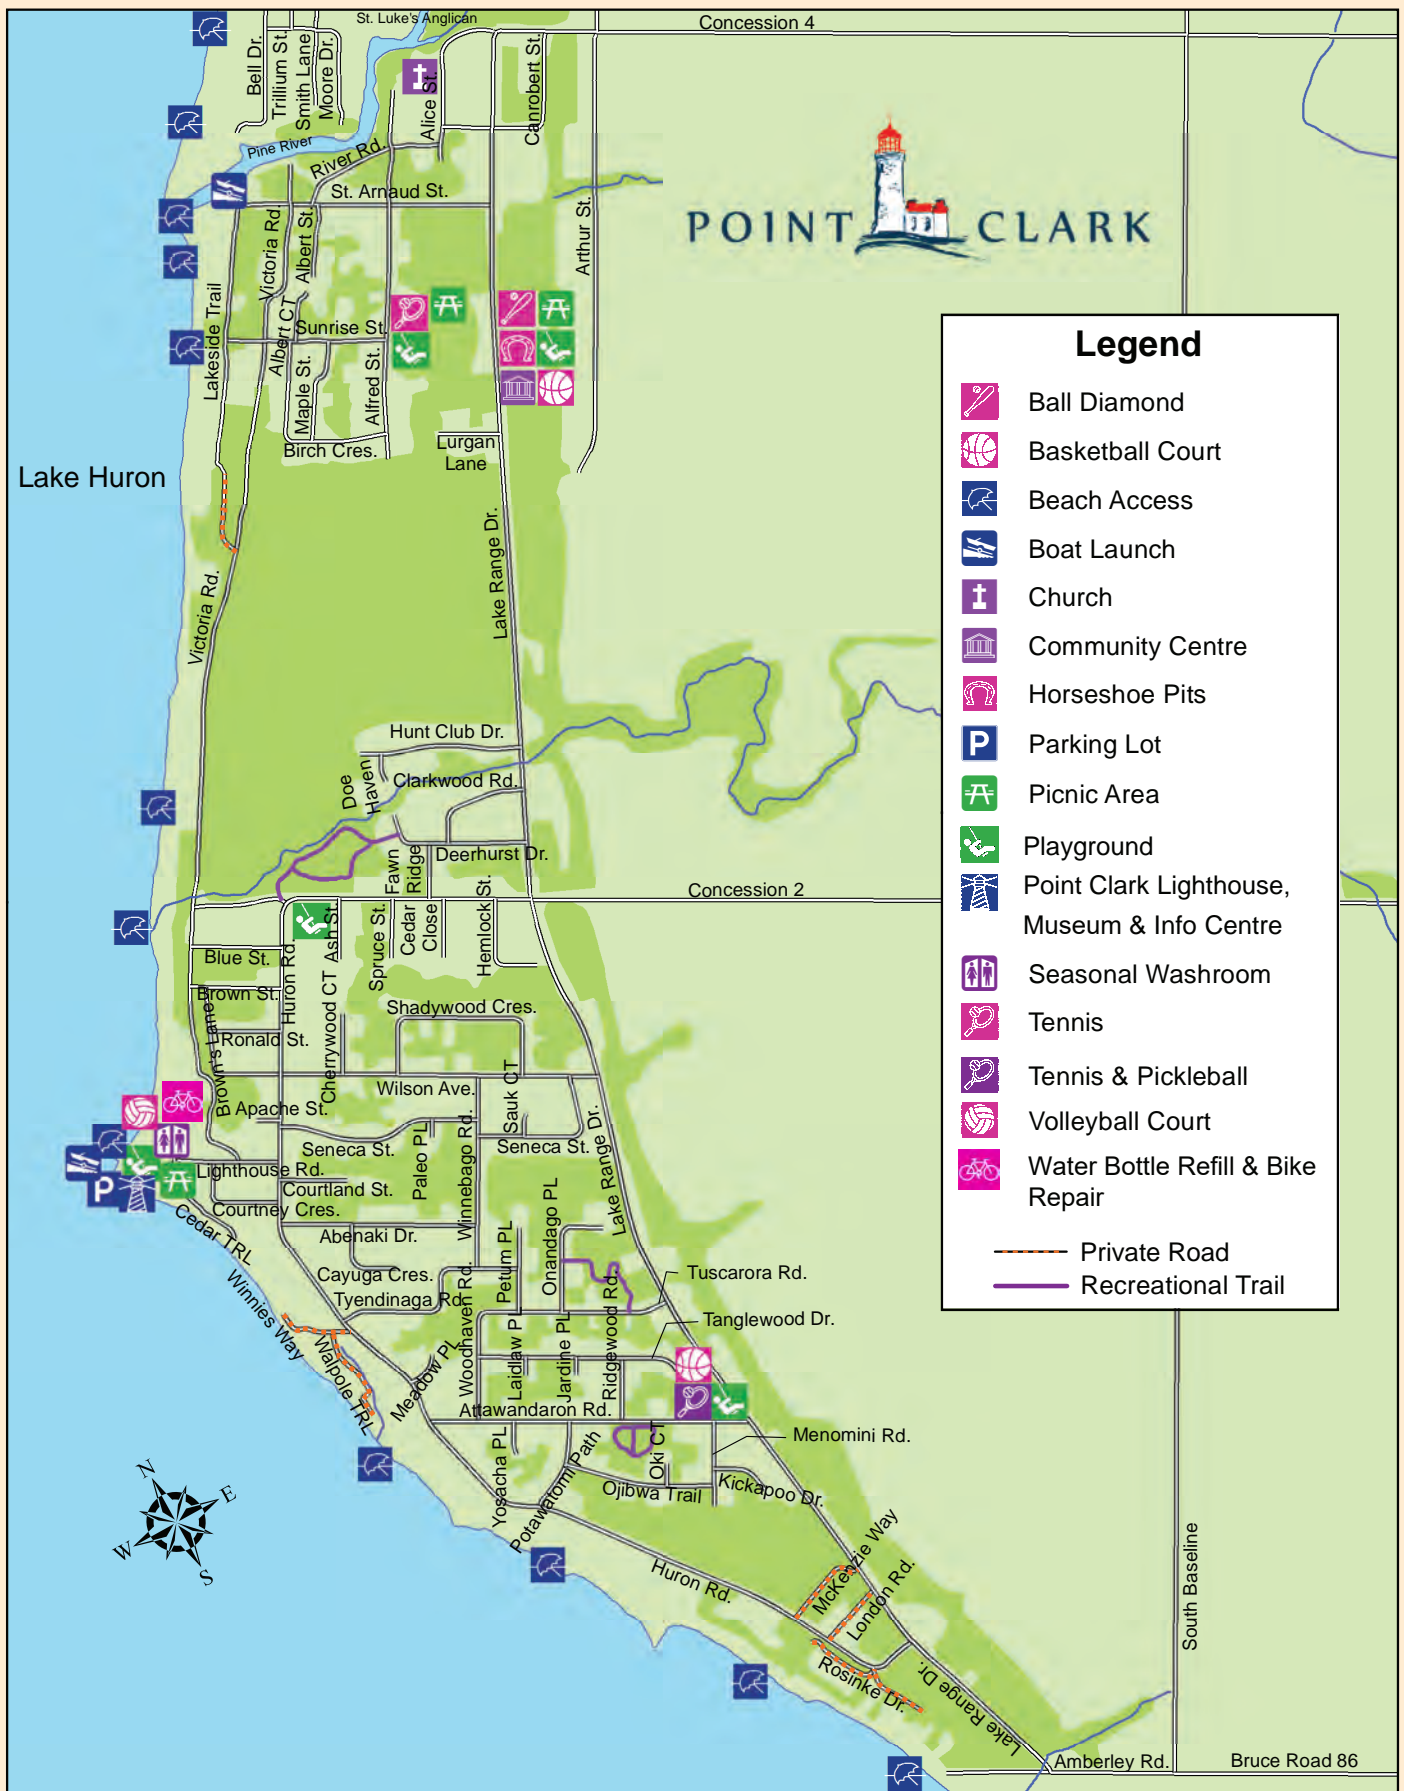 St. Luke's Anglican
Concession 4
Bell Dr.
Trillium St.
Smith Lane
Moore Dr.
Alice St.
Canrobert St.
Pine River
River Rd.
St. Arnaud St.
Victoria Rd.
Albert St.
Arthur St.
POINT CLARK
Lakeside Trail
Albert CT
Sunrise St.
Maple St.
Alfred St.
Birch Cres.
Lurgan
Lane
Lake Huron
Lake Range Dr.
Victoria Rd.
Legend
Ball Diamond
Basketball Court
Beach Access
Boat Launch
Church
Community Centre
Horseshoe Pits
P
Parking Lot
Picnic Area
Playground
Point Clark Lighthouse,
Museum & Info Centre
Seasonal Washroom
Tennis
Tennis & Pickleball
Volleyball Court
Water Bottle Refill & Bike
Repair
Private Road
Recreational Trail
Hunt Club Dr.
Doe
Haven
Clarkwood Rd.
Fawn
Ridge
Deerhurst Dr.
Concession 2
Ash St.
Spruce St.
Cedar
Close
Hemlock St.
Blue St.
Huron Rd.
Brown St.
Cherrywood CT
Shadywood Cres.
Brown's Lane
Ronald St.
Wilson Ave.
Sauk CT
Apache St.
Seneca St.
Paleo PL
Winnebago Rd.
Seneca St.
Lake Range Dr.
Lighthouse Rd.
P
Courtland St.
Courtney Cres.
Cedar TRL
Abenaki Dr.
Petum PL
Onandago PL
Cayuga Cres.
Tyendinaga Rd.
Woodhaven Rd.
Ridgewood Rd.
Tuscarora Rd.
Tanglewood Dr.
Winnies Way
Walpole TRL
Meadow PL
Laidlaw PL
Jardine PL
Attawandaron Rd.
Yosacha PL
Potawatomi Path
Oki CT
Menomini Rd.
Ojibwa Trail
Kickapoo Dr.
N
E
W
S
Huron Rd.
McKenzie Way
London Rd.
Rosinke Dr.
Lake Range Dr.
South Baseline
Amberley Rd.
Bruce Road 86